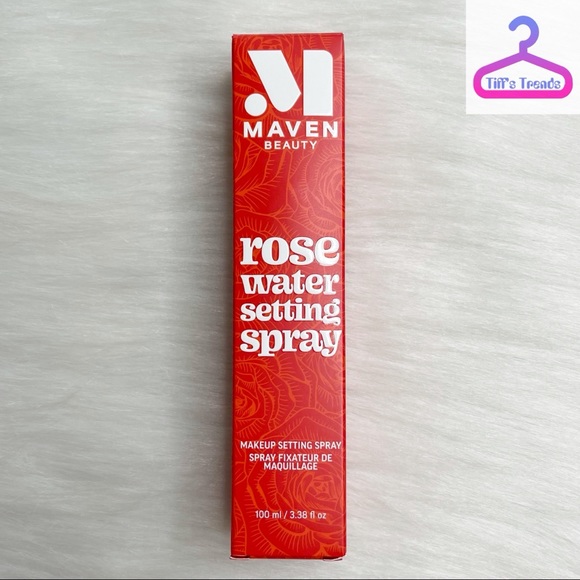 Tiff's Trends
MAVEN
BEAUTY
rose
water
setting
spray
MAKEUP SETTING SPRAY
SPRAY FIXATEUR DE
MAQUILLAGE
100 ml / 3.38 fl oz